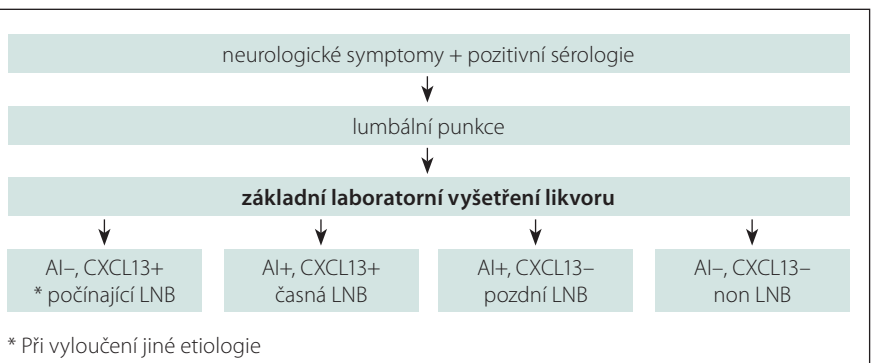 neurologické symptomy + pozitivní sérologie
lumbální punkce
základní laboratorní vyšetření likvoru
AI–, CXCL13+
* počínající LNB
AI+, CXCL13+
časná LNB
AI+, CXCL13–
pozdní LNB
AI–, CXCL13–
non LNB
* Při vyloučení jiné etiologie